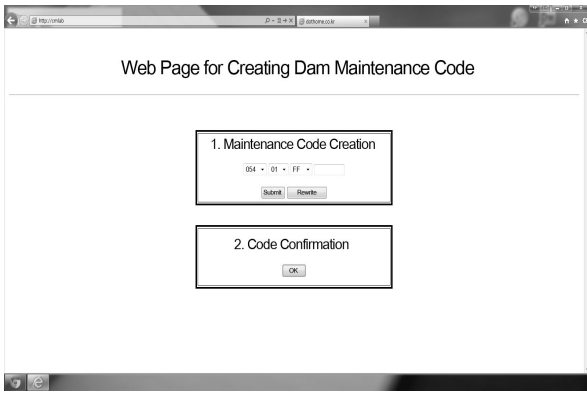 http://cmlab
dothome.co.kr
Web Page for Creating Dam Maintenance Code
1. Maintenance Code Creation
054 01 FF
Submit Rewrite
2. Code Confirmation
OK